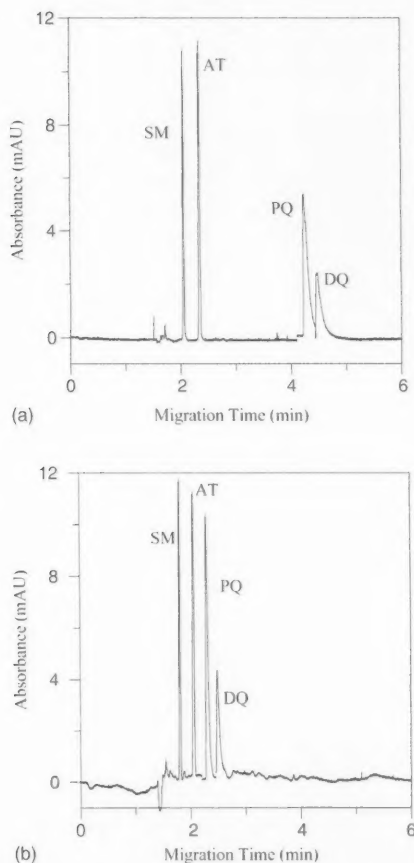 12
AT
SM
8
Absorbance (mAU)
PQ
4
DQ
0
0 2 4 6
(a) Migration Time (min)
12
AT
SM
PQ
8
Absorbance (mAU)
4
DQ
0
0 2 4 6
(b) Migration Time (min)